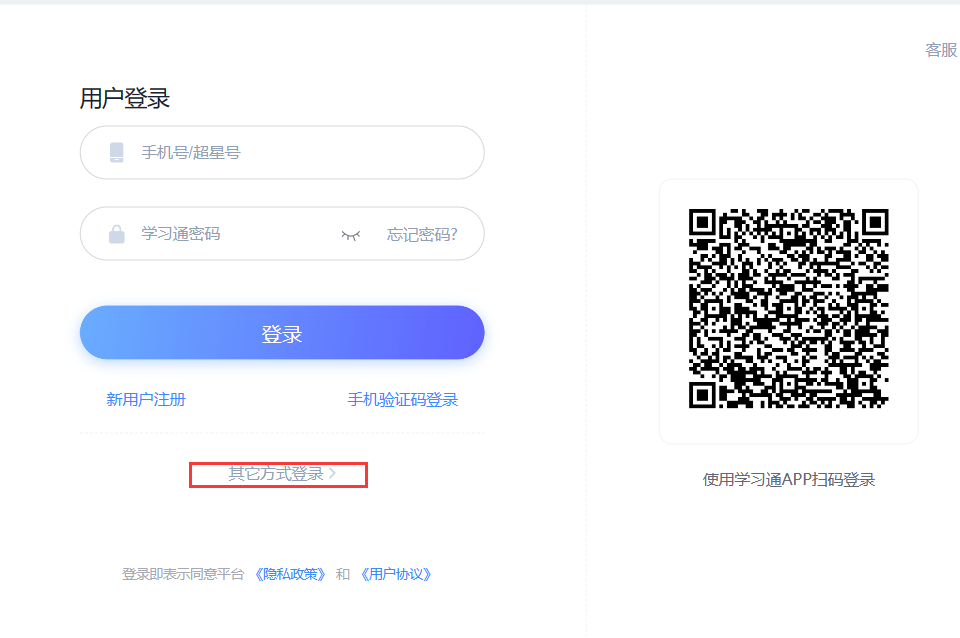 客服
用户登录
手机号/超星号
学习通密码 忘记密码?
登录
新用户注册 手机验证码登录
其它方式登录
使用学习通APP扫码登录
登录即表示同意平台 《隐私政策》 和 《用户协议》